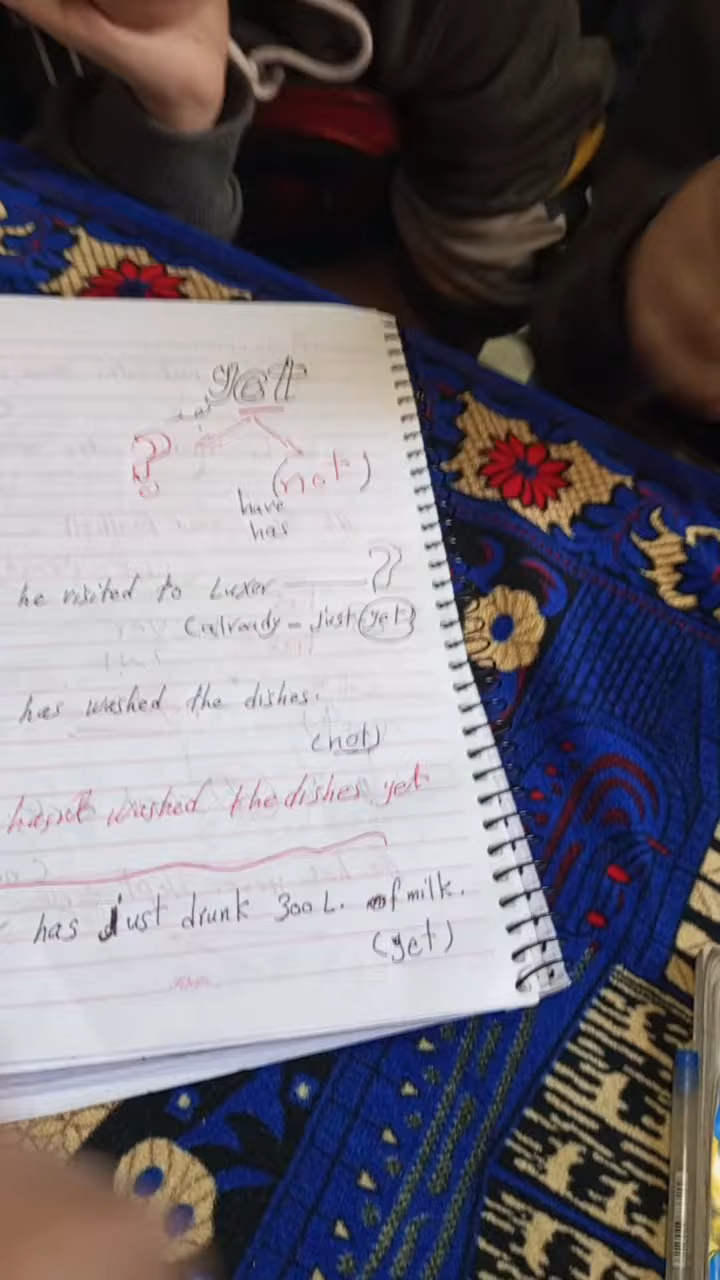 yet
?
(not)
have
has
he visited to Luxor ——— ?
(already - just yet)
has washed the dishes.
(not)
hasn't washed the dishes yet
has Just drunk 300 L. of milk.
(yet)